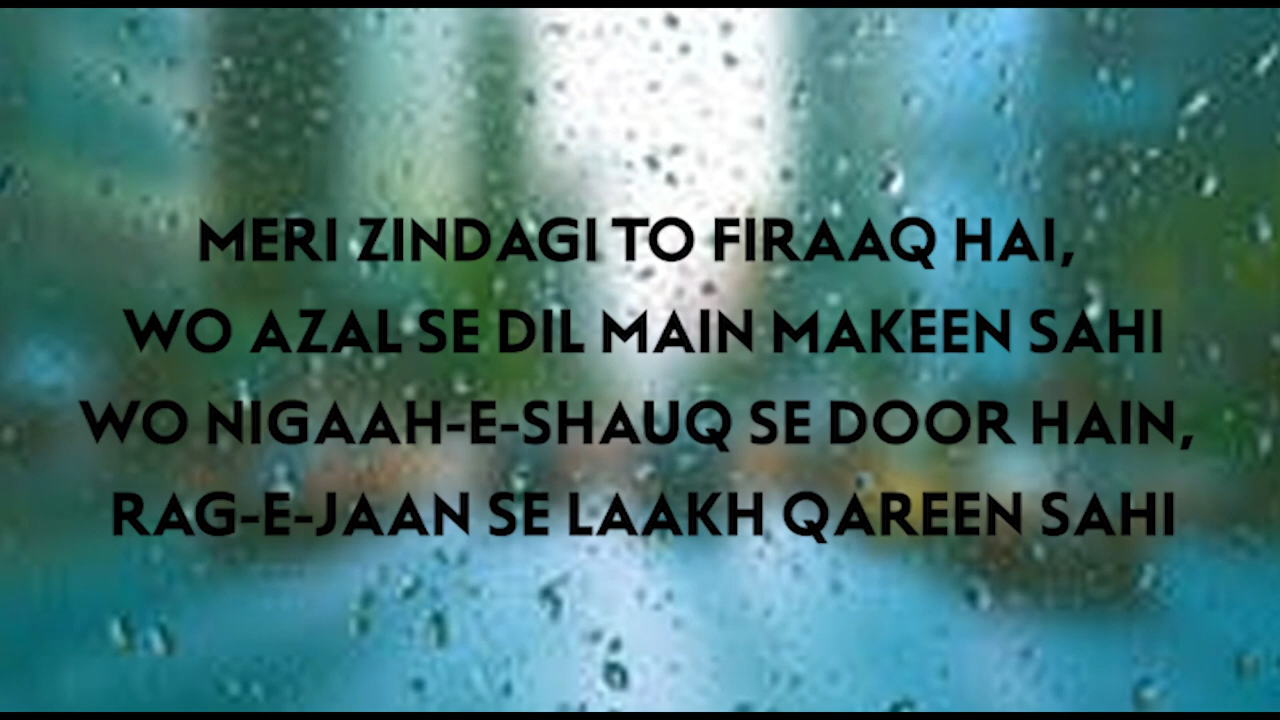 MERI ZINDAGI TO FIRAAQ HAI,
WO AZAL SE DIL MAIN MAKEEN SAHI
WO NIGAAH-E-SHAUQ SE DOOR HAIN,
RAG-E-JAAN SE LAAKH QAREEN SAHI